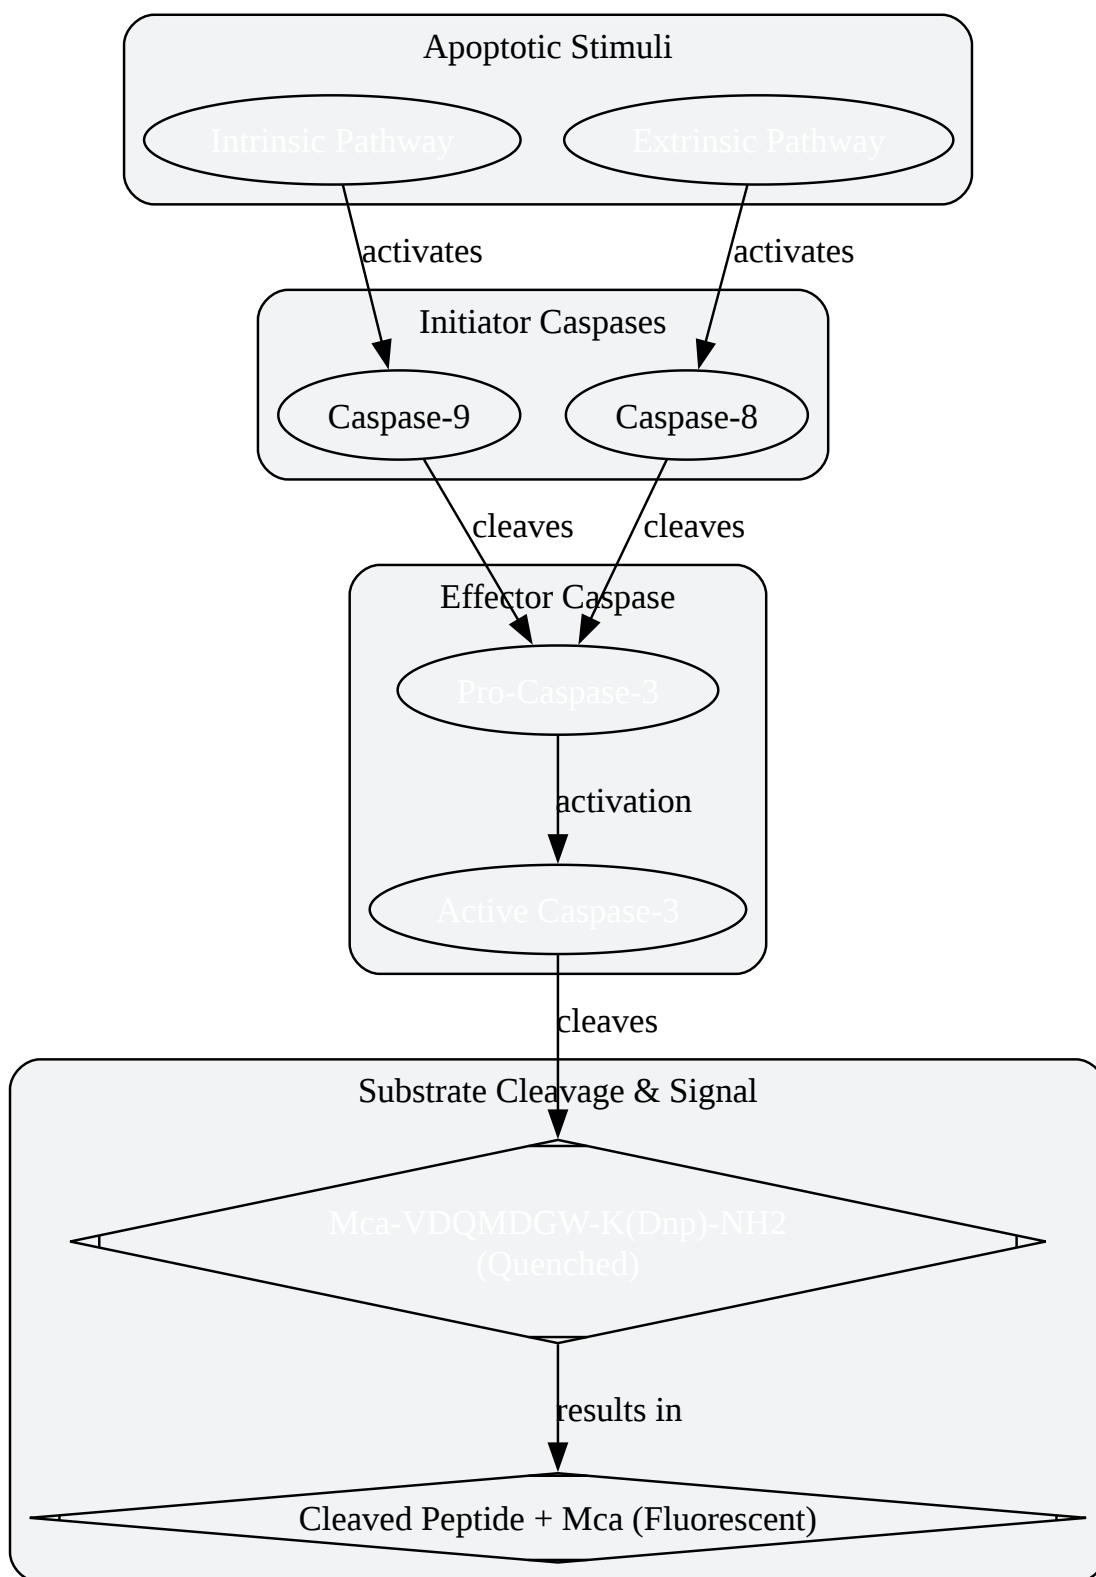 Apoptotic Stimuli
Intrinsic Pathway
Extrinsic Pathway
activates
activates
Initiator Caspases
Caspase-9
Caspase-8
cleaves
cleaves
Effector Caspase
Pro-Caspase-3
activation
Active Caspase-3
cleaves
Substrate Cleavage & Signal
Mca-VDQMDGW-K(Dnp)-NH2
(Quenched)
results in
Cleaved Peptide + Mca (Fluorescent)